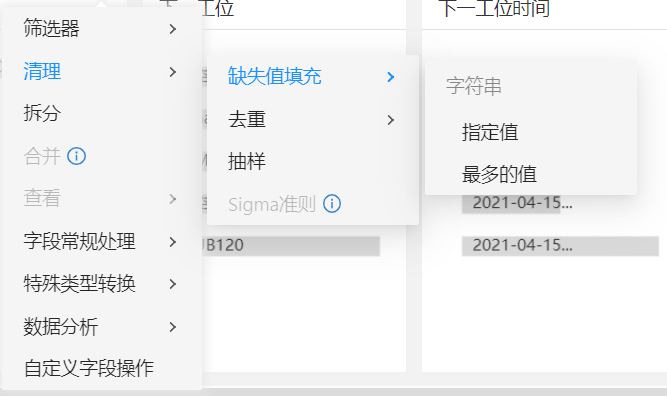 筛选器
清理
拆分
合并
查看
字段常规处理
特殊类型转换
数据分析
自定义字段操作
缺失值填充
去重
抽样
Sigma准则
字符串
指定值
最多的值
工位
下一工位时间
B120
2021-04-15...
2021-04-15...